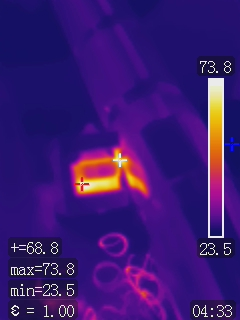 73.8
23.5
+=68.8
max=73.8
min=23.5
ε = 1.00
04:33